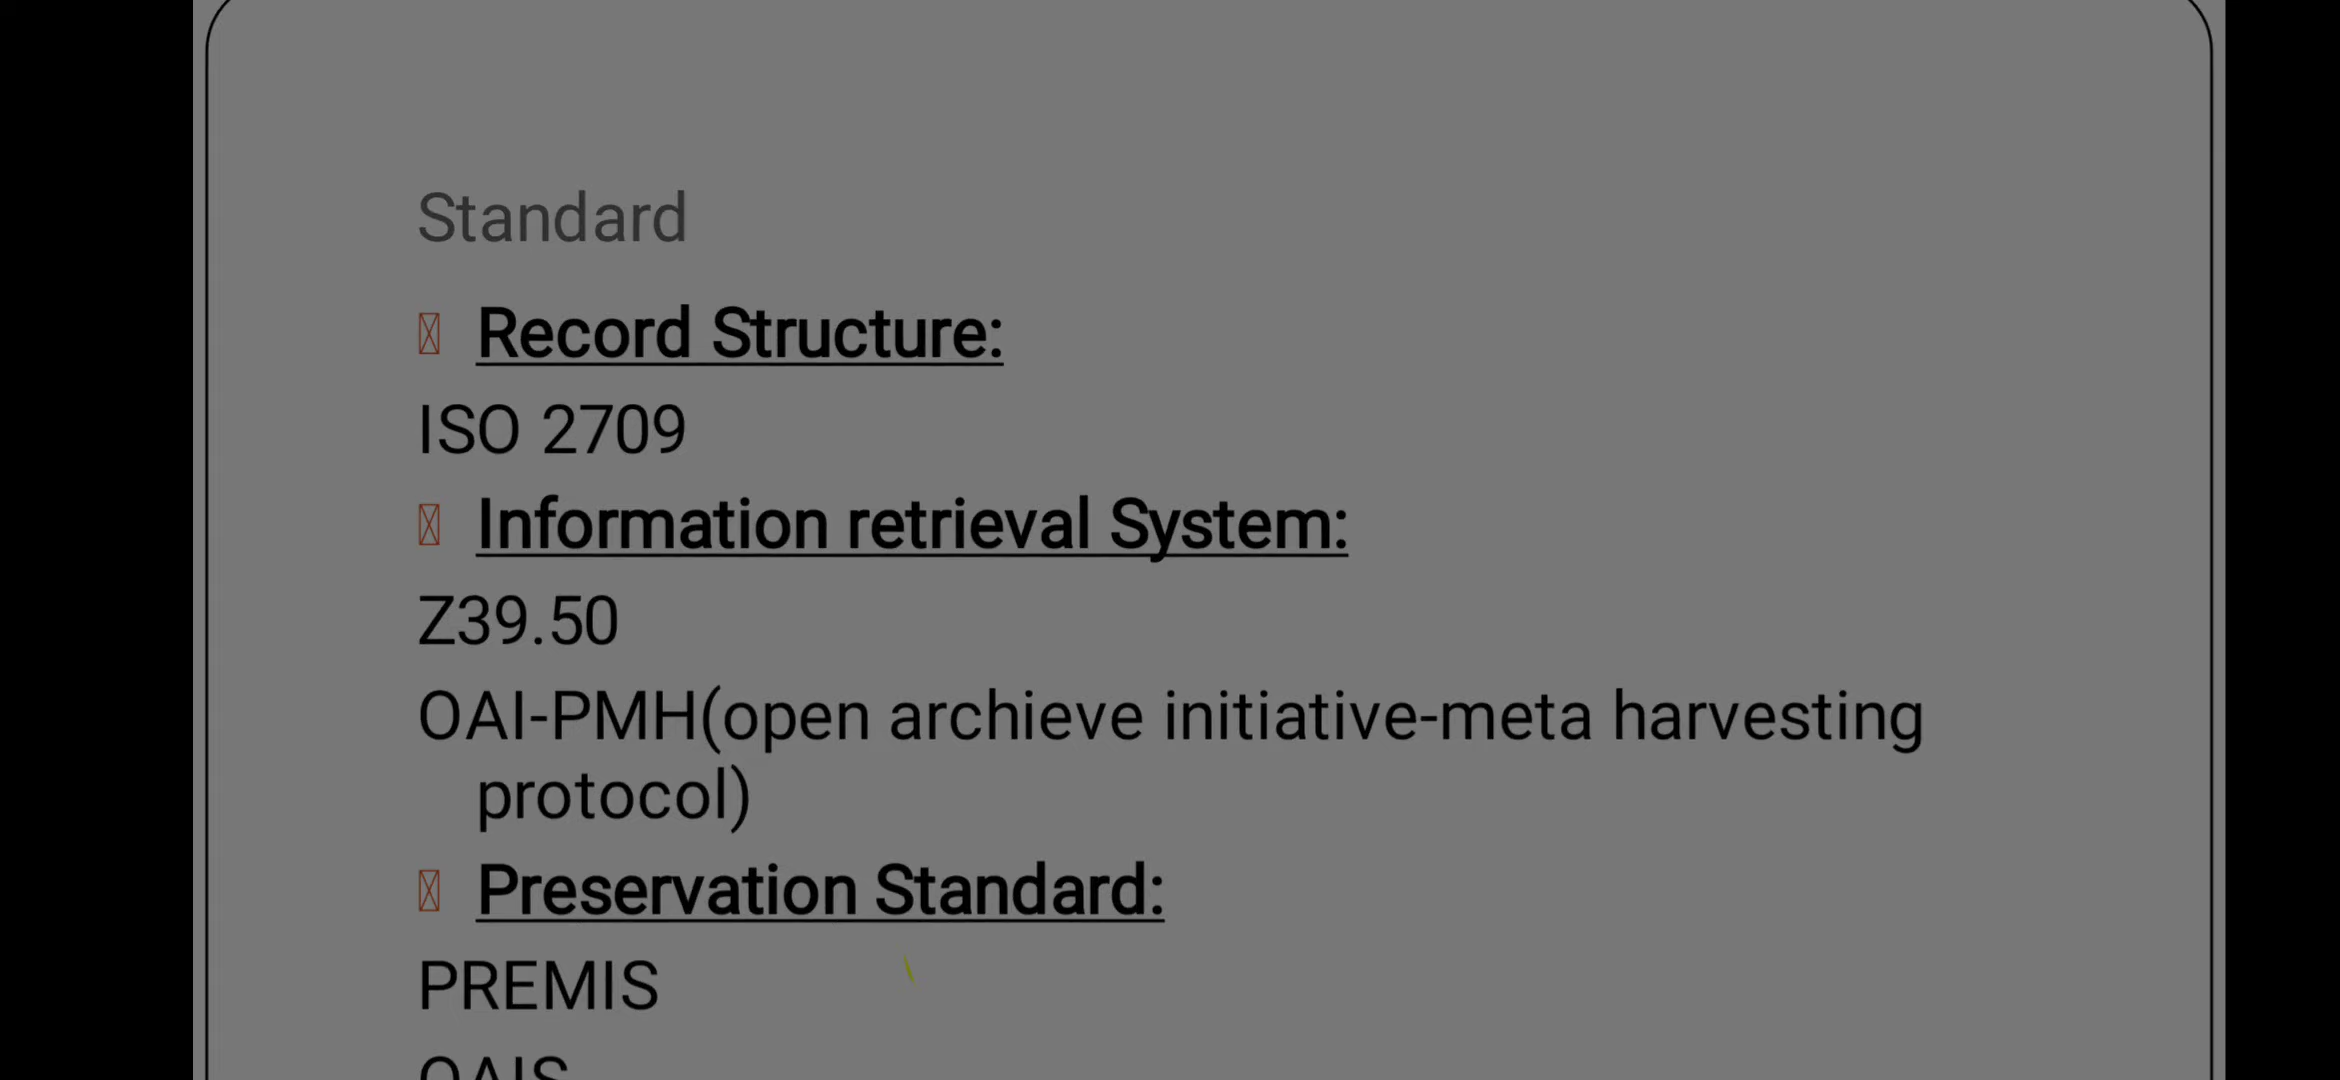 Standard
Record Structure:
ISO 2709
Information retrieval System:
Z39.50
OAI-PMH(open archieve initiative-meta harvesting
protocol)
Preservation Standard:
PREMIS
OAIS